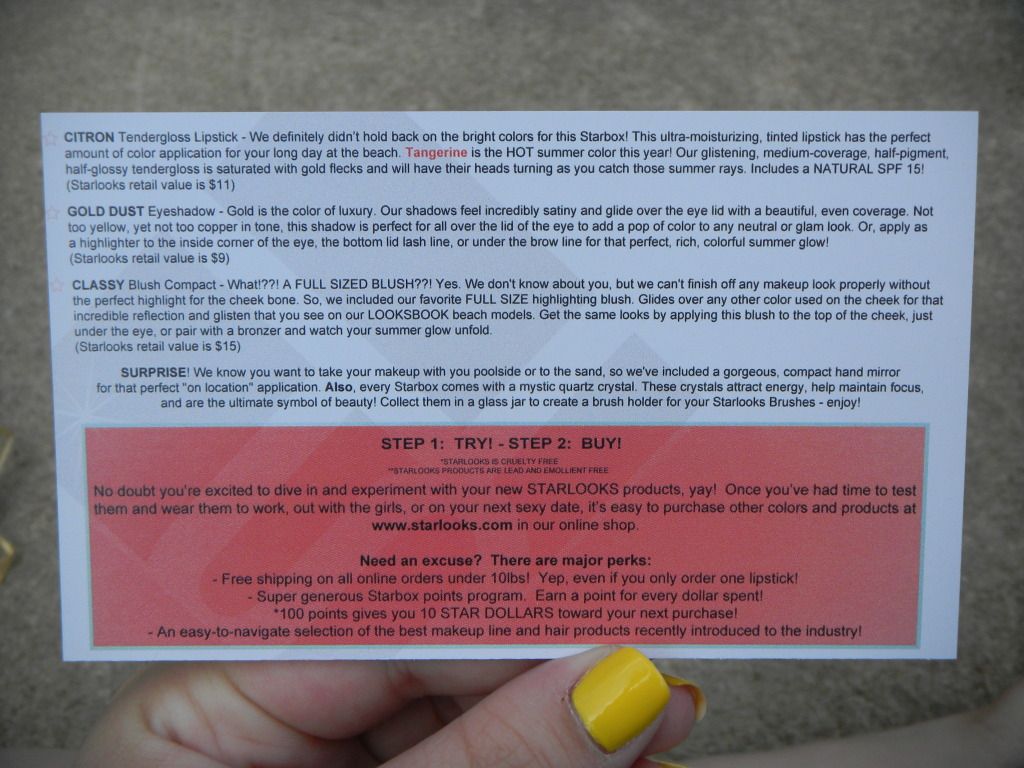 CITRON Tendergloss Lipstick - We definitely didn't hold back on the bright colors for this Starbox! This ultra-moisturizing, tinted lipstick has the perfect
amount of color application for your long day at the beach. Tangerine is the HOT summer color this year! Our glistening, medium-coverage, half-pigment,
half-glossy tendergloss is saturated with gold flecks and will have their heads turning as you catch those summer rays. Includes a NATURAL SPF 15!
(Starlooks retail value is $11)
GOLD DUST Eyeshadow - Gold is the color of luxury. Our shadows feel incredibly satiny and glide over the eye lid with a beautiful, even coverage. Not
too yellow, yet not too copper in tone, this shadow is perfect for all over the lid of the eye to add a pop of color to any neutral or glam look. Or, apply as
a highlighter to the inside corner of the eye, the bottom lid lash line, or under the brow line for that perfect, rich, colorful summer glow!
(Starlooks retail value is $9)
CLASSY Blush Compact - What!??! A FULL SIZED BLUSH??! Yes. We don't know about you, but we can't finish off any makeup look properly without
the perfect highlight for the cheek bone. So, we included our favorite FULL SIZE highlighting blush. Glides over any other color used on the cheek for that
incredible reflection and glisten that you see on our LOOKSBOOK beach models. Get the same looks by applying this blush to the top of the cheek, just
under the eye, or pair with a bronzer and watch your summer glow unfold.
(Starlooks retail value is $15)
SURPRISE! We know you want to take your makeup with you poolside or to the sand, so we've included a gorgeous, compact hand mirror
for that perfect "on location" application. Also, every Starbox comes with a mystic quartz crystal. These crystals attract energy, help maintain focus,
and are the ultimate symbol of beauty! Collect them in a glass jar to create a brush holder for your Starlooks Brushes - enjoy!
STEP 1: TRY! - STEP 2: BUY!
*STARLOOKS IS CRUELTY FREE
**STARLOOKS PRODUCTS ARE LEAD AND EMOLLIENT FREE
No doubt you're excited to dive in and experiment with your new STARLOOKS products, yay! Once you've had time to test
them and wear them to work, out with the girls, or on your next sexy date, it's easy to purchase other colors and products at
www.starlooks.com in our online shop.
Need an excuse? There are major perks:
- Free shipping on all online orders under 10lbs! Yep, even if you only order one lipstick!
- Super generous Starbox points program. Earn a point for every dollar spent!
*100 points gives you 10 STAR DOLLARS toward your next purchase!
- An easy-to-navigate selection of the best makeup line and hair products recently introduced to the industry!